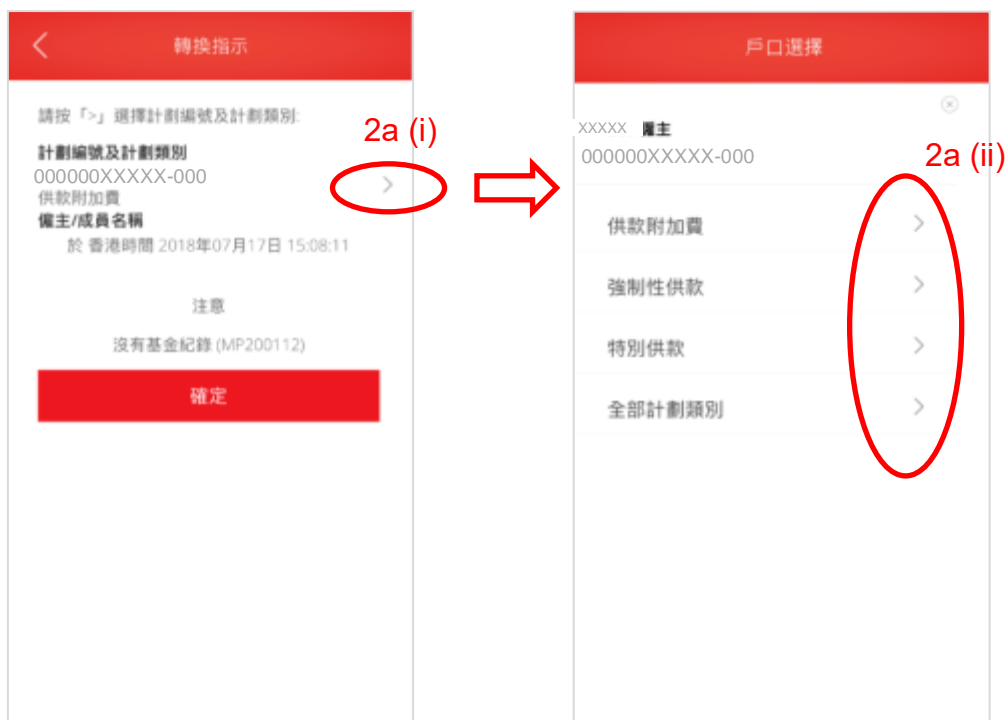 轉換指示
請按「>」選擇計劃編號及計劃類別:
2a (i)
計劃編號及計劃類別
000000XXXXX-000
供款附加費
僱主/成員名稱
於 香港時間 2018年07月17日 15:08:11
注意
沒有基金紀錄 (MP200112)
確定
戶口選擇
XXXXX 僱主
000000XXXXX-000
2a (ii)
供款附加費
強制性供款
特別供款
全部計劃類別